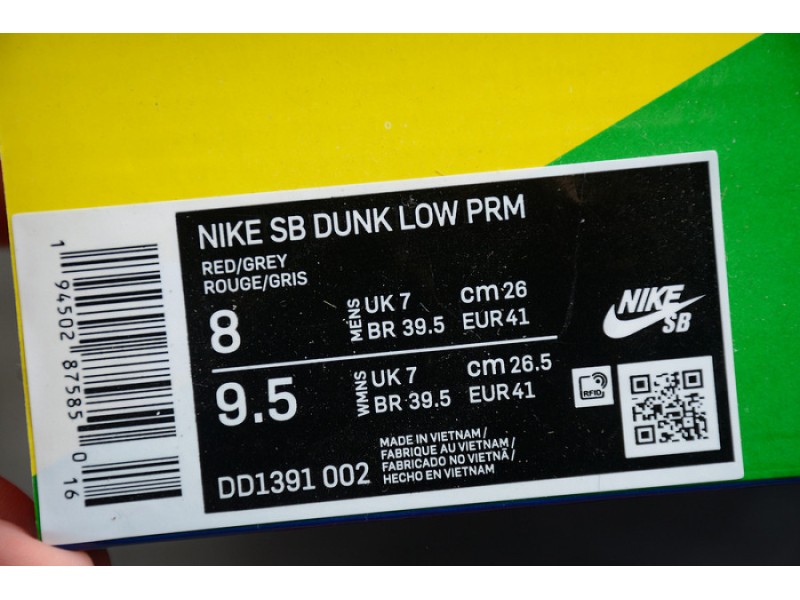 NIKE SB DUNK LOW PRM
RED/GREY
ROUGE/GRIS
8
MENS
UK 7
BR 39.5
cm 26
EUR 41
9.5
WMNS
UK 7
BR 39.5
cm 26.5
EUR 41
NIKE
SB
RFID
DD1391 002
MADE IN VIETNAM /
FABRIQUE AU VIETNAM /
FABRICADO NO VIETNÃ /
HECHO EN VIETNAM
1 94502 87585 0 16